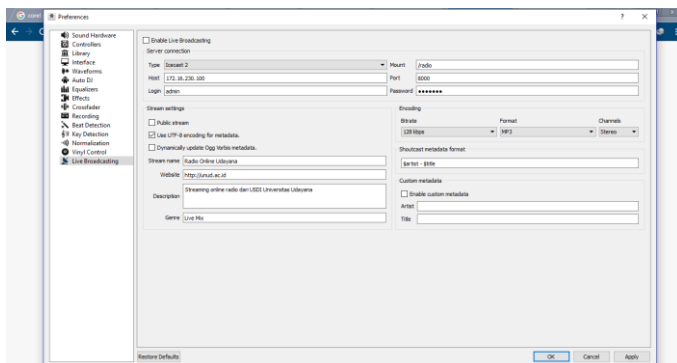 corel
Preferences
Sound Hardware
Controllers
Library
Interface
Waveforms
Auto DJ
Equalizers
Effects
Crossfader
Recording
Beat Detection
Key Detection
Normalization
Vinyl Control
Live Broadcasting
Enable Live Broadcasting
Server connection
Type Icecast 2 Mount /radio
Host 172.16.230.100 Port 8000
Login admin Password
Stream settings
Public stream
Use UTF-8 encoding for metadata.
Dynamically update Ogg Vorbis metadata.
Stream name Radio Online Udayana
Website http://unud.ac.id
Description Streaming online radio dari USDI Universitas Udayana
Genre Live Mix
Encoding
Bitrate Format Channels
128 kbps MP3 Stereo
Shoutcast metadata format
$artist - $title
Custom metadata
Enable custom metadata
Artist
Title
Restore Defaults OK Cancel Apply